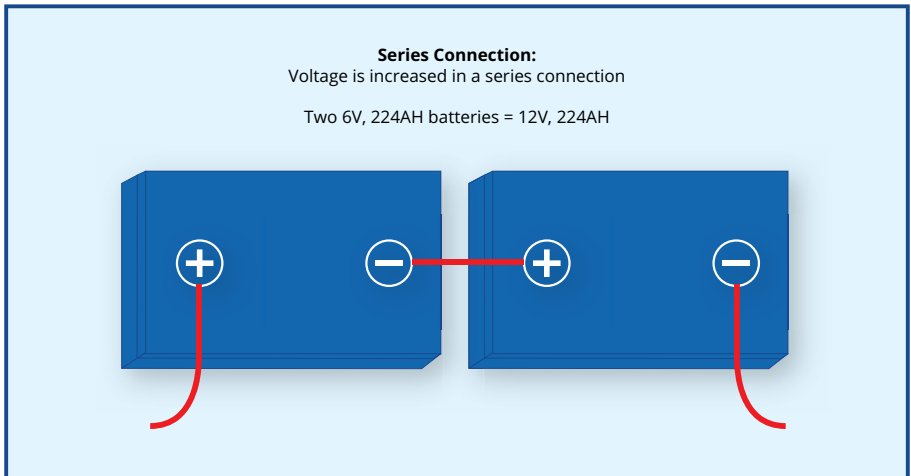 Series Connection:
Voltage is increased in a series connection
Two 6V, 224AH batteries = 12V, 224AH
+ − + −